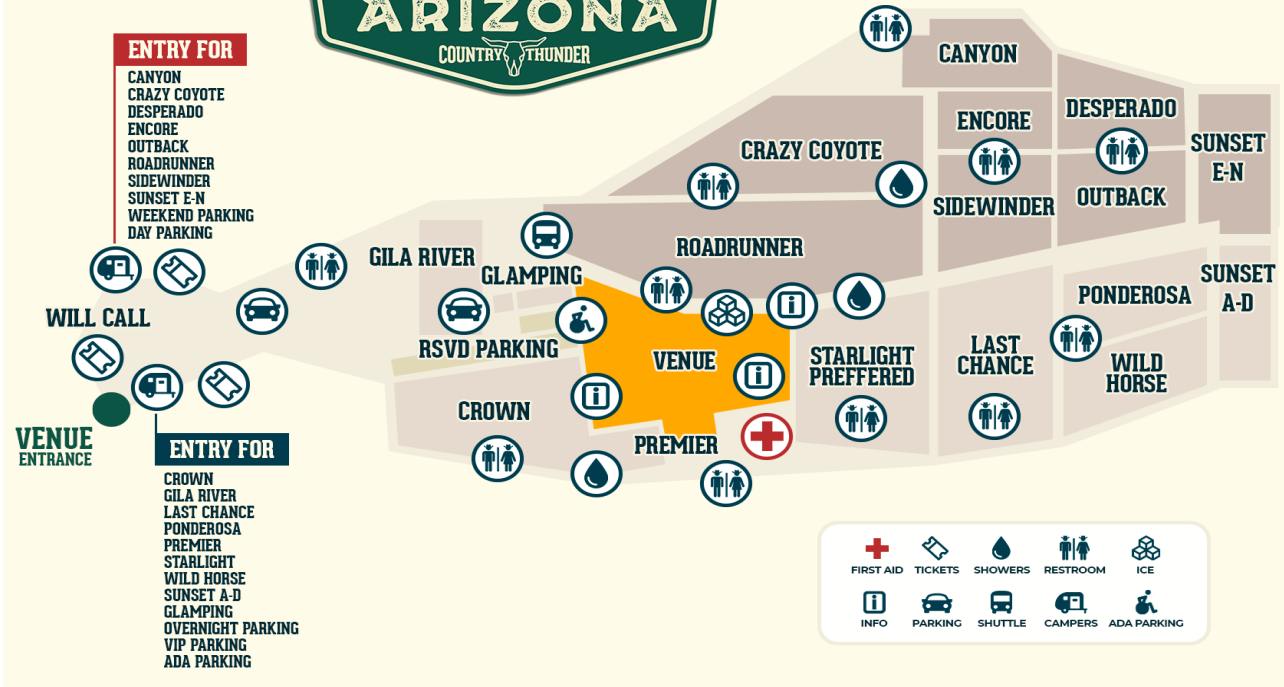 ARIZONA
COUNTRY THUNDER
ENTRY FOR
CANYON
CRAZY COYOTE
DESPERADO
ENCORE
OUTBACK
ROADRUNNER
SIDEWINDER
SUNSET E-N
WEEKEND PARKING
DAY PARKING
WILL CALL
VENUE
ENTRANCE
ENTRY FOR
CROWN
GILA RIVER
LAST CHANCE
PONDEROSA
PREMIER
STARLIGHT
WILD HORSE
SUNSET A-D
GLAMPING
OVERNIGHT PARKING
VIP PARKING
ADA PARKING
CANYON
ENCORE
DESPERADO
SUNSET
E-N
CRAZY COYOTE
SIDEWINDER
OUTBACK
ROADRUNNER
GILA RIVER
GLAMPING
RSVD PARKING
VENUE
STARLIGHT
PREFFERED
LAST
CHANCE
PONDEROSA
SUNSET
A-D
WILD
HORSE
CROWN
PREMIER
FIRST AID
TICKETS
SHOWERS
RESTROOM
ICE
INFO
PARKING
SHUTTLE
CAMPERS
ADA PARKING